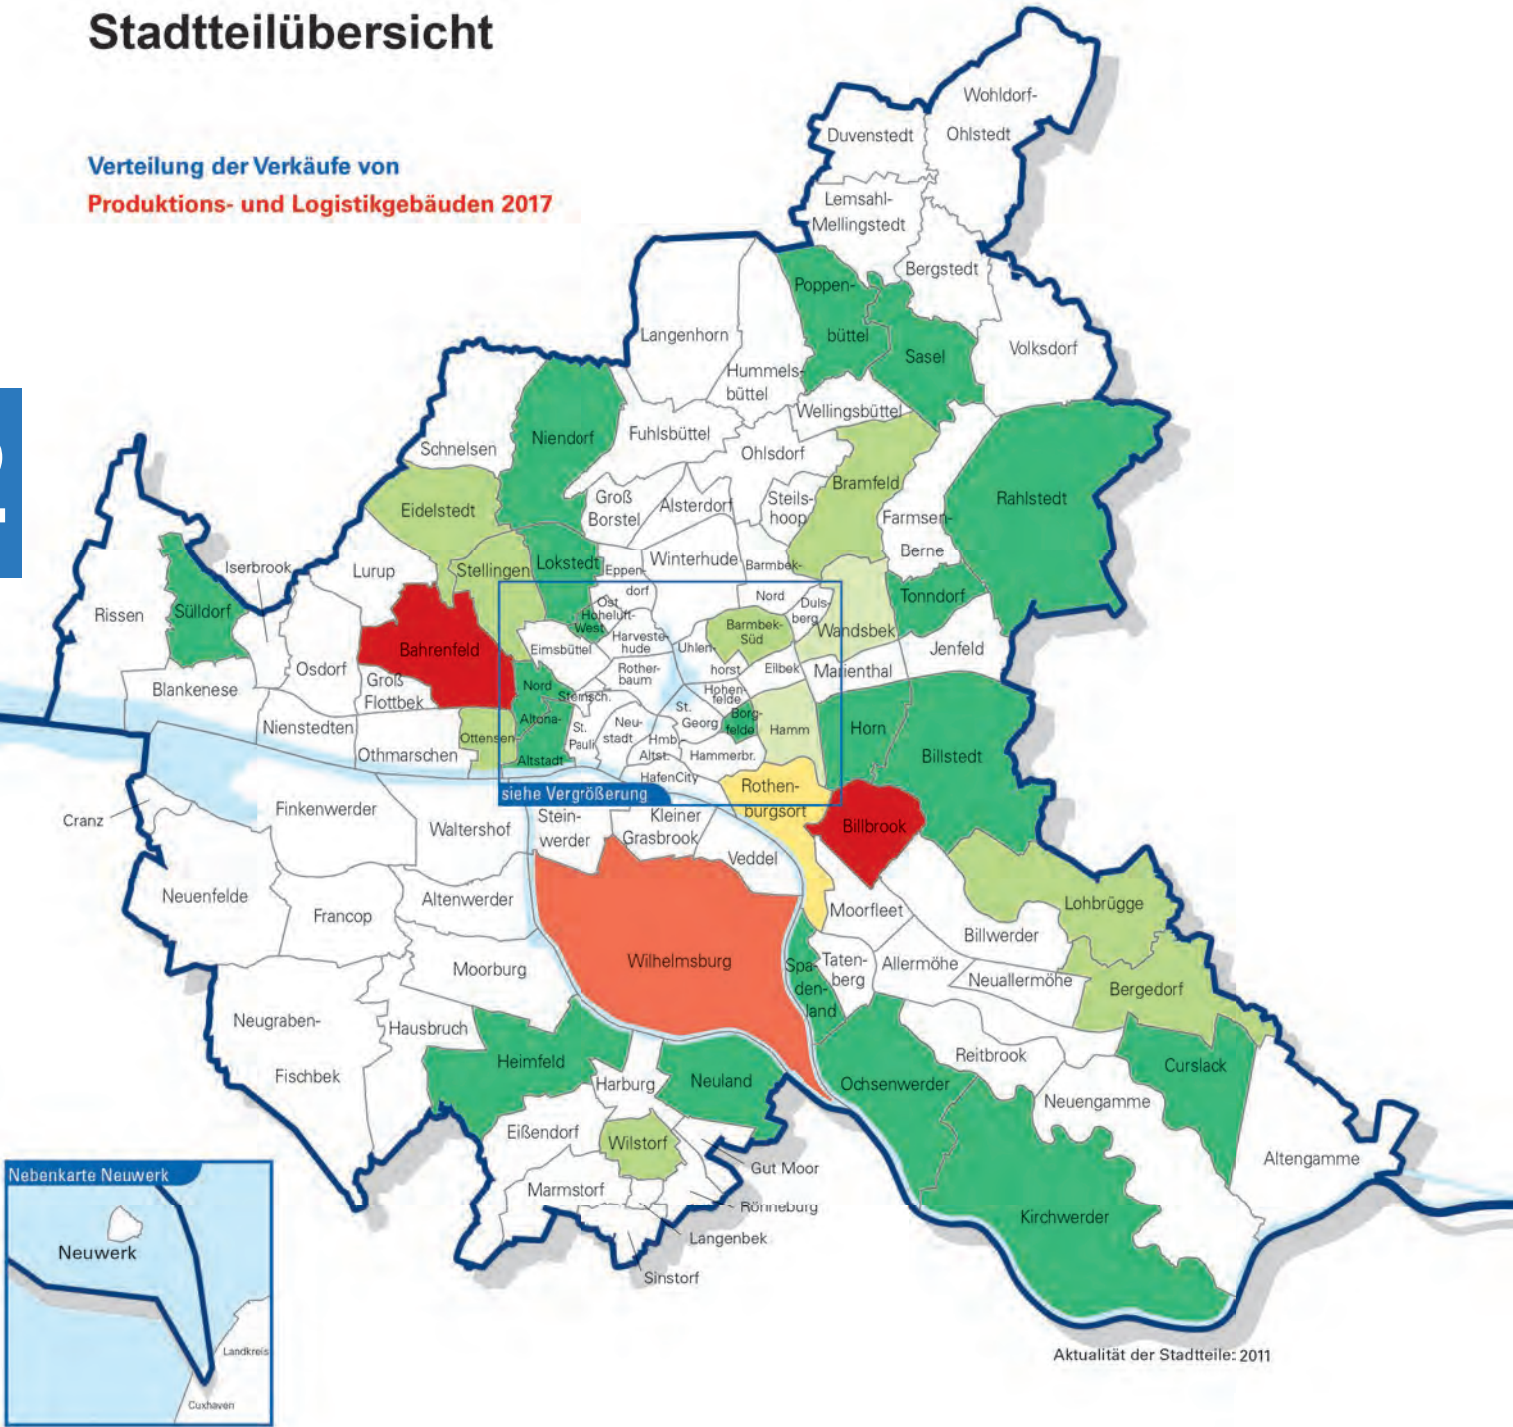 Stadtteilübersicht
Verteilung der Verkäufe von
Produktions- und Logistikgebäuden 2017
Wohldorf-
Ohlstedt
Duvenstedt
Lemsahl-
Mellingstedt
Bergstedt
Poppen-
büttel
Sasel
Volksdorf
Langenhorn
Hummels-
büttel
Wellingsbüttel
Schnelsen
Niendorf
Fuhlsbüttel
Ohlsdorf
Bramfeld
Rahlstedt
Eidelstedt
Groß
Borstel
Alsterdorf
Steils-
hoop
Farmsen-
Berne
Iserbrook
Lurup
Stellingen
Lokstedt
Eppen-
dorf
Winterhude
Barmbek-
Nord
Duls-
berg
Tonndorf
Rissen
Sülldorf
Ost
Hoheluft-
West
Harveste-
hude
Uhlen-
horst
Barmbek-
Süd
Wandsbek
Jenfeld
Bahrenfeld
Eimsbüttel
Rother-
baum
Eilbek
Marienthal
Osdorf
Groß
Flottbek
Blankenese
Nienstedten
Othmarschen
Ottensen
Nord
Altona-
Altstadt
Sternsch.
St.
Pauli
Neu-
stadt
St.
Georg
Hohen-
felde
Borg-
felde
Hamm
Horn
Billstedt
Hmb.-
Altst.
Hammerbr.
HafenCity
siehe Vergrößerung
Rothen-
burgsort
Billbrook
Cranz
Finkenwerder
Waltershof
Stein-
werder
Kleiner
Grasbrook
Veddel
Neuenfelde
Francop
Altenwerder
Moorfleet
Billwerder
Lohbrügge
Moorburg
Wilhelmsburg
Spa-
den-
land
Taten-
berg
Allermöhe
Neuallermöhe
Bergedorf
Neugraben-
Fischbek
Hausbruch
Heimfeld
Harburg
Neuland
Ochsenwerder
Reitbrook
Curslack
Neuengamme
Eißendorf
Wilstorf
Gut Moor
Altengamme
Marmstorf
Rönneburg
Langenbek
Sinstorf
Kirchwerder
Nebenkarte Neuwerk
Neuwerk
Landkreis
Cuxhaven
Aktualität der Stadtteile: 2011